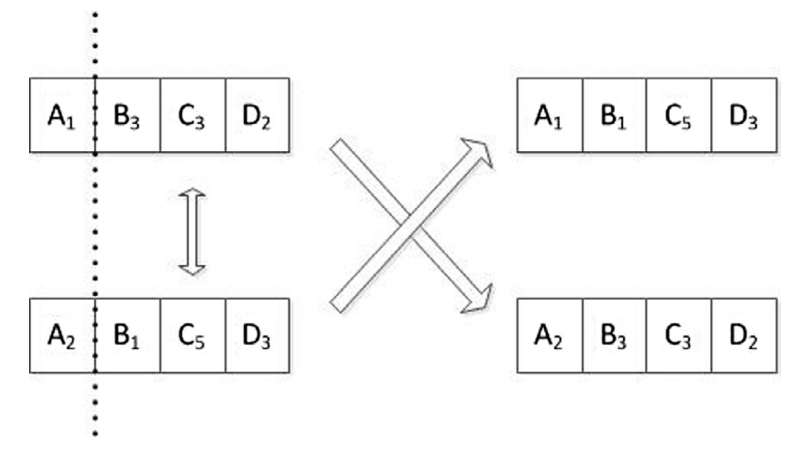 A₁ B₃ C₃ D₂
A₁ B₁ C₅ D₃
A₂ B₁ C₅ D₃
A₂ B₃ C₃ D₂